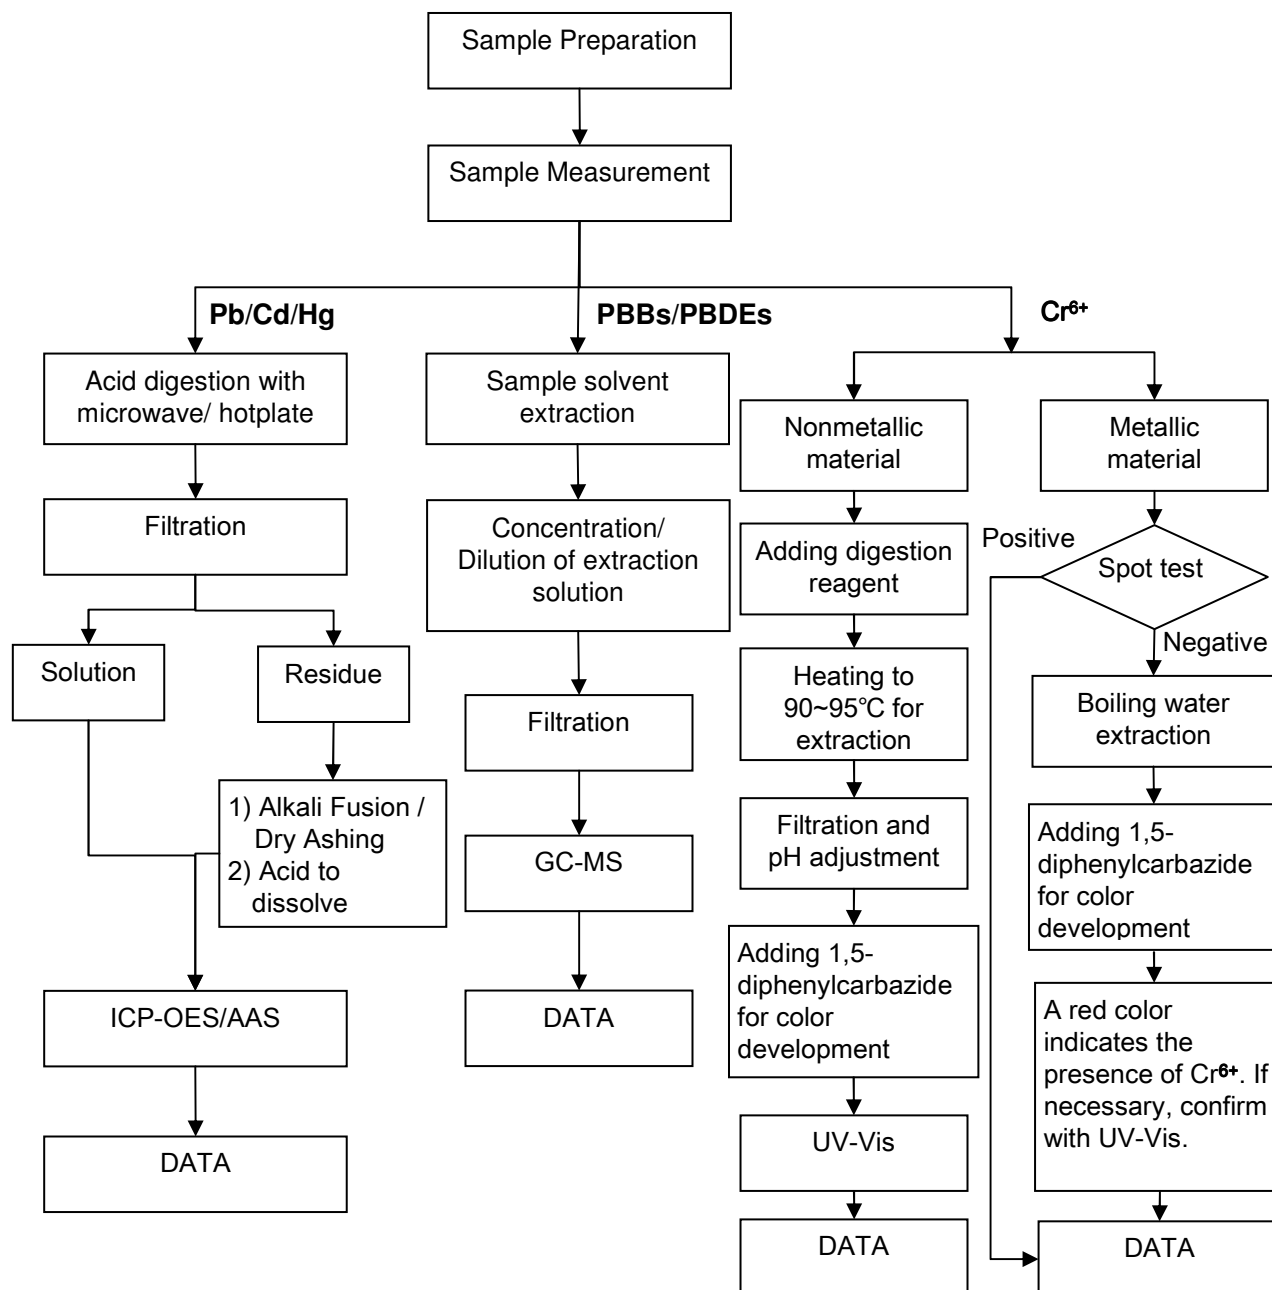 Sample Preparation
Sample Measurement
Pb/Cd/Hg
PBBs/PBDEs
Cr⁶⁺
Acid digestion with
microwave/ hotplate
Filtration
Solution
Residue
1) Alkali Fusion /
Dry Ashing
2) Acid to
dissolve
ICP-OES/AAS
DATA
Sample solvent
extraction
Concentration/
Dilution of extraction
solution
Filtration
GC-MS
DATA
Nonmetallic
material
Adding digestion
reagent
Heating to
90~95℃ for
extraction
Filtration and
pH adjustment
Adding 1,5-
diphenylcarbazide
for color
development
UV-Vis
DATA
Metallic
material
Positive
Spot test
Negative
Boiling water
extraction
Adding 1,5-
diphenylcarbazide
for color
development
A red color
indicates the
presence of Cr⁶⁺. If
necessary, confirm
with UV-Vis.
DATA